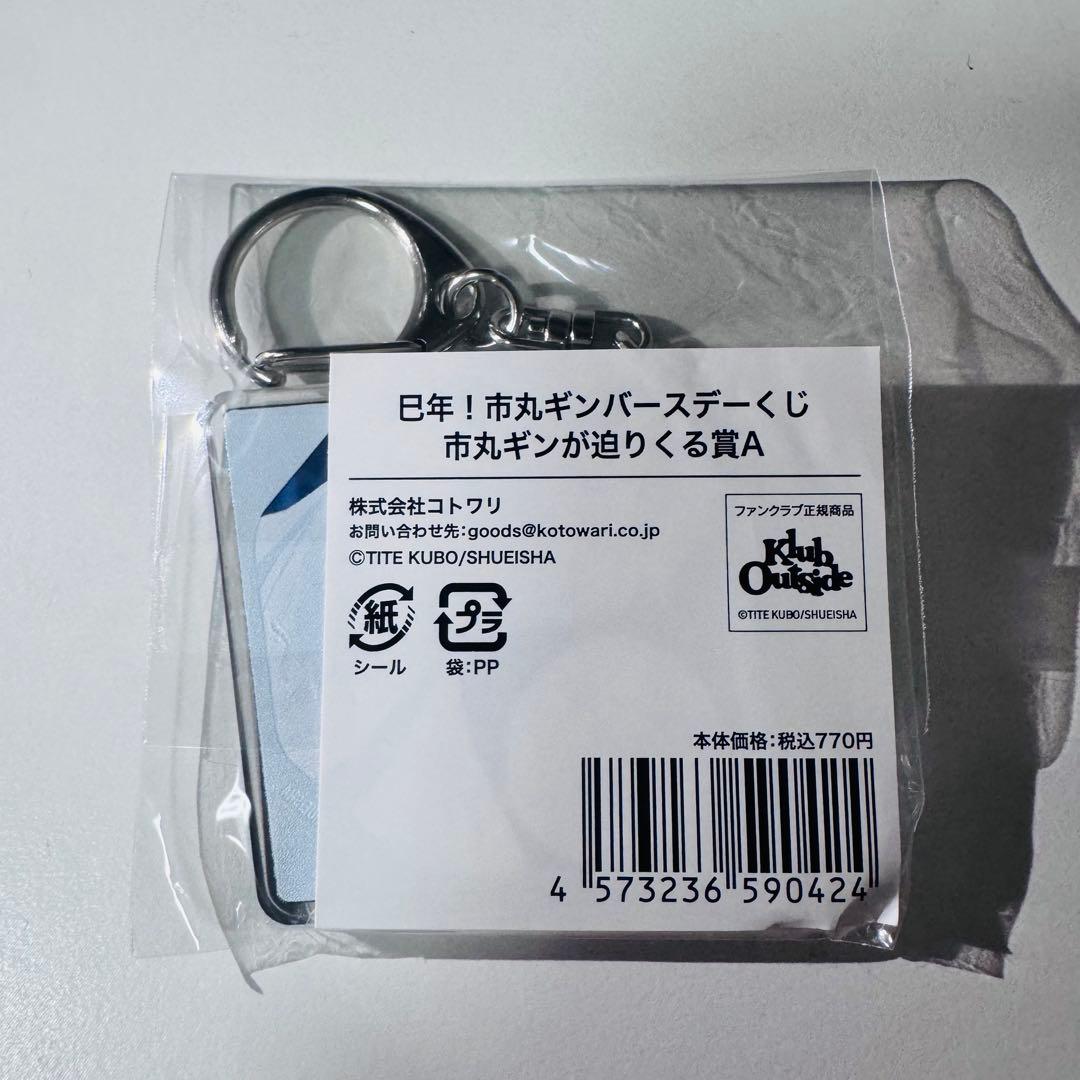 巳年！市丸ギンバースデーくじ
市丸ギンが迫りくる賞A
株式会社コトワリ
お問い合わせ先：goods@kotowari.co.jp
©TITE KUBO/SHUEISHA
紙
シール
プラ
袋：PP
ファンクラブ正規商品
Klub
Outside
©TITE KUBO/SHUEISHA
本体価格：税込770円
4 573236 590424